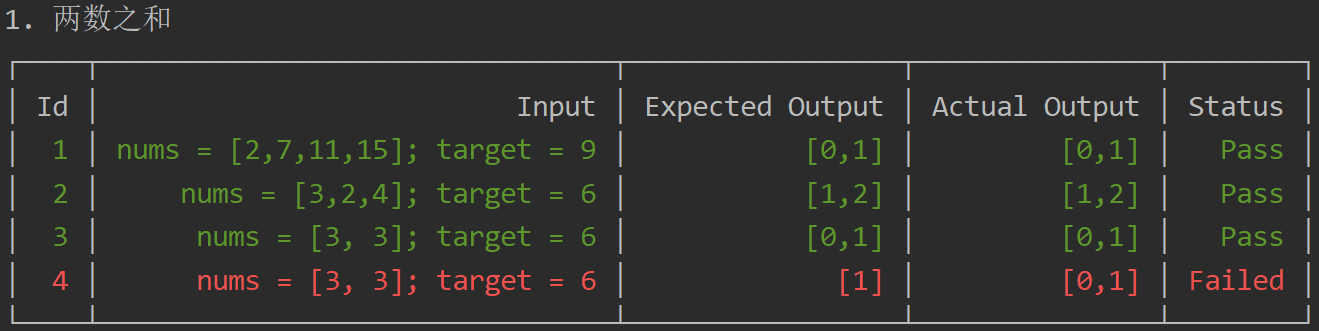 1. 两数之和
Id Input Expected Output Actual Output Status
1 nums = [2,7,11,15]; target = 9 [0,1] [0,1] Pass
2 nums = [3,2,4]; target = 6 [1,2] [1,2] Pass
3 nums = [3, 3]; target = 6 [0,1] [0,1] Pass
4 nums = [3, 3]; target = 6 [1] [0,1] Failed